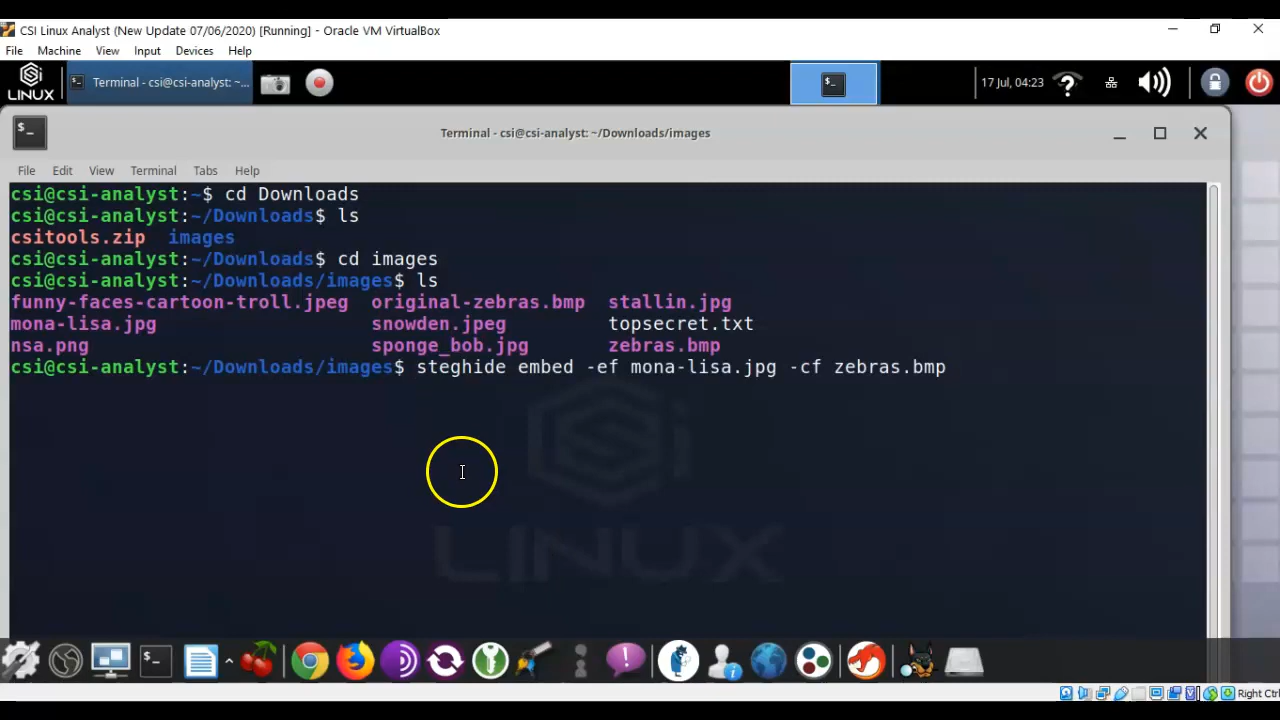 CSI Linux Analyst (New Update 07/06/2020) [Running] - Oracle VM VirtualBox
File Machine View Input Devices Help
LINUX
Terminal - csi@csi-analyst: ~...
17 Jul, 04:23
Terminal - csi@csi-analyst: ~/Downloads/images
File Edit View Terminal Tabs Help
csi@csi-analyst:~$ cd Downloads
csi@csi-analyst:~/Downloads$ ls
csitools.zip images
csi@csi-analyst:~/Downloads$ cd images
csi@csi-analyst:~/Downloads/images$ ls
funny-faces-cartoon-troll.jpeg original-zebras.bmp stallin.jpg
mona-lisa.jpg snowden.jpeg topsecret.txt
nsa.png sponge_bob.jpg zebras.bmp
csi@csi-analyst:~/Downloads/images$ steghide embed -ef mona-lisa.jpg -cf zebras.bmp
LINUX
Right Ctrl